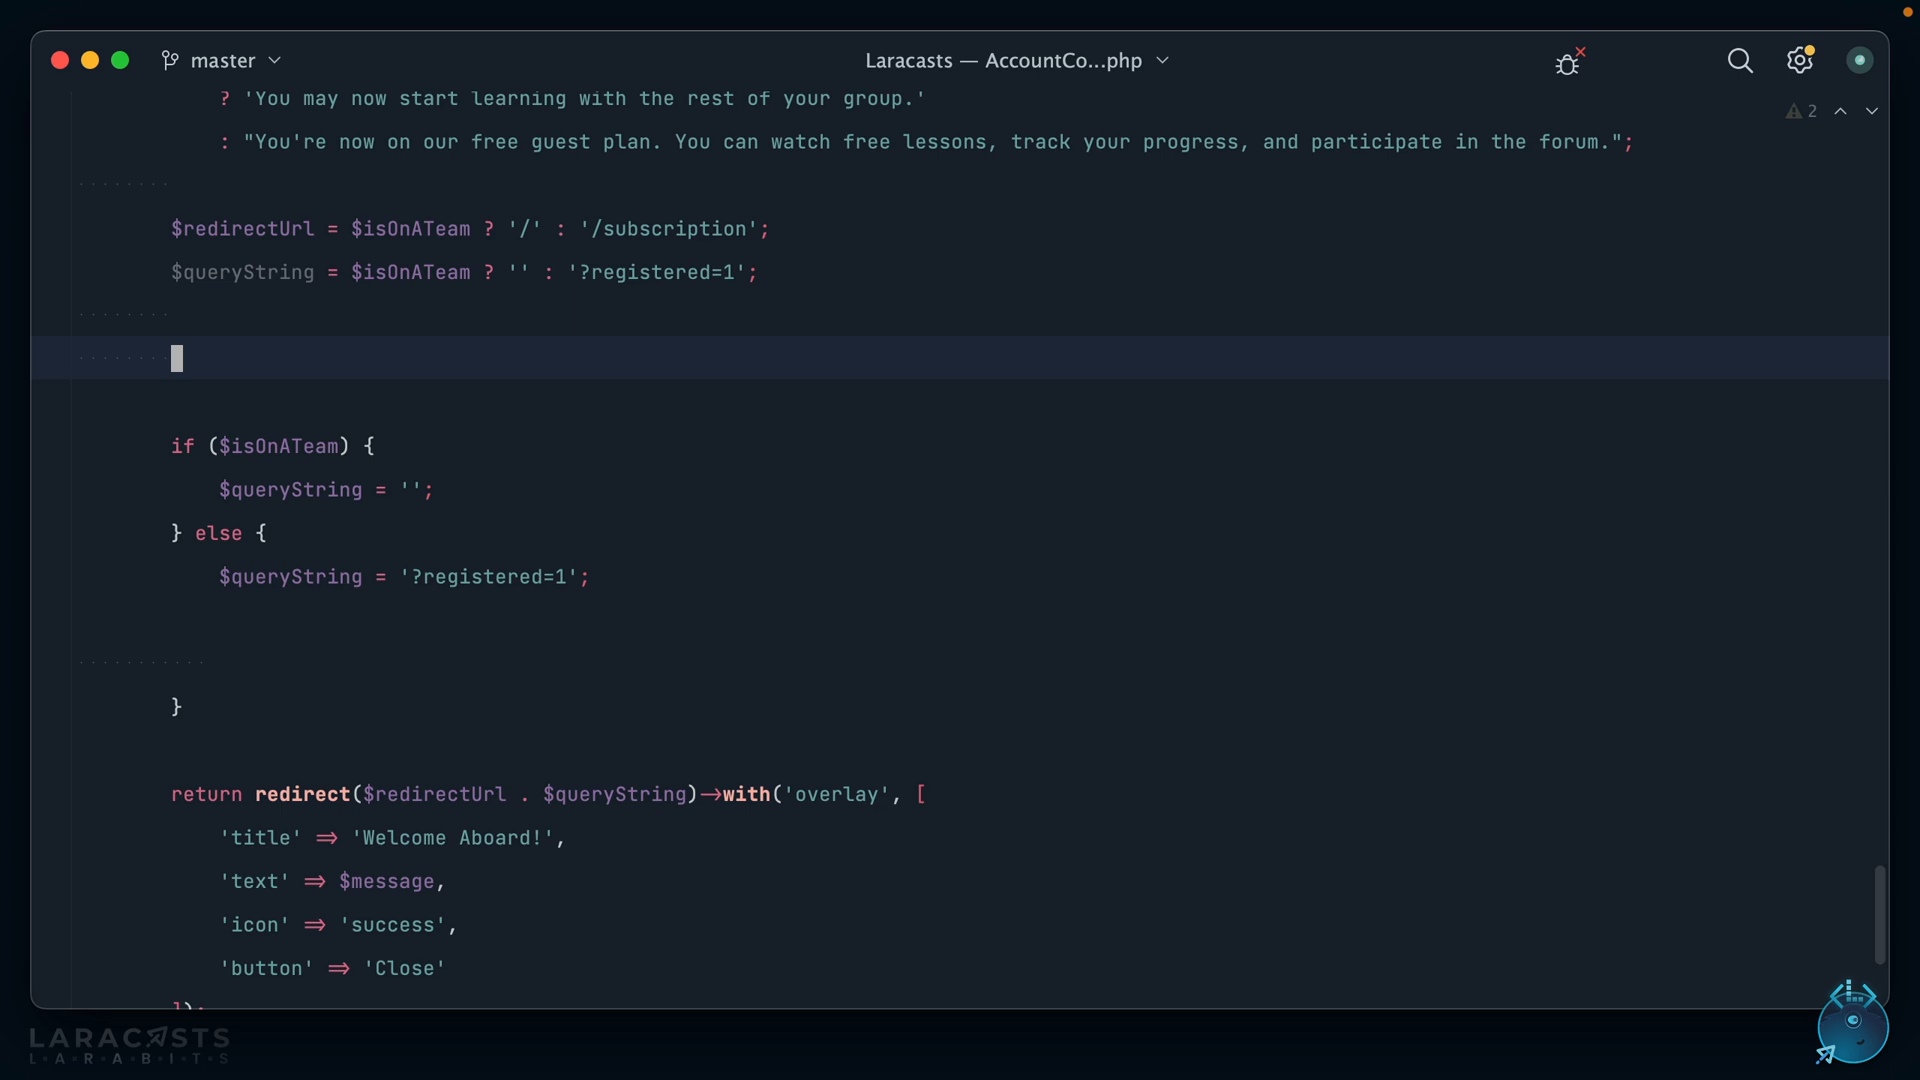 master
Laracasts — AccountCo...php
? 'You may now start learning with the rest of your group.'
2
: "You're now on our free guest plan. You can watch free lessons, track your progress, and participate in the forum.";
$redirectUrl = $isOnATeam ? '/' : '/subscription';
$queryString = $isOnATeam ? '' : '?registered=1';
if ($isOnATeam) {
$queryString = '';
} else {
$queryString = '?registered=1';
}
return redirect($redirectUrl . $queryString)->with('overlay', [
'title' => 'Welcome Aboard!',
'text' => $message,
'icon' => 'success',
'button' => 'Close'
]);
LARACASTS
L·A·R·A·B·I·T·S